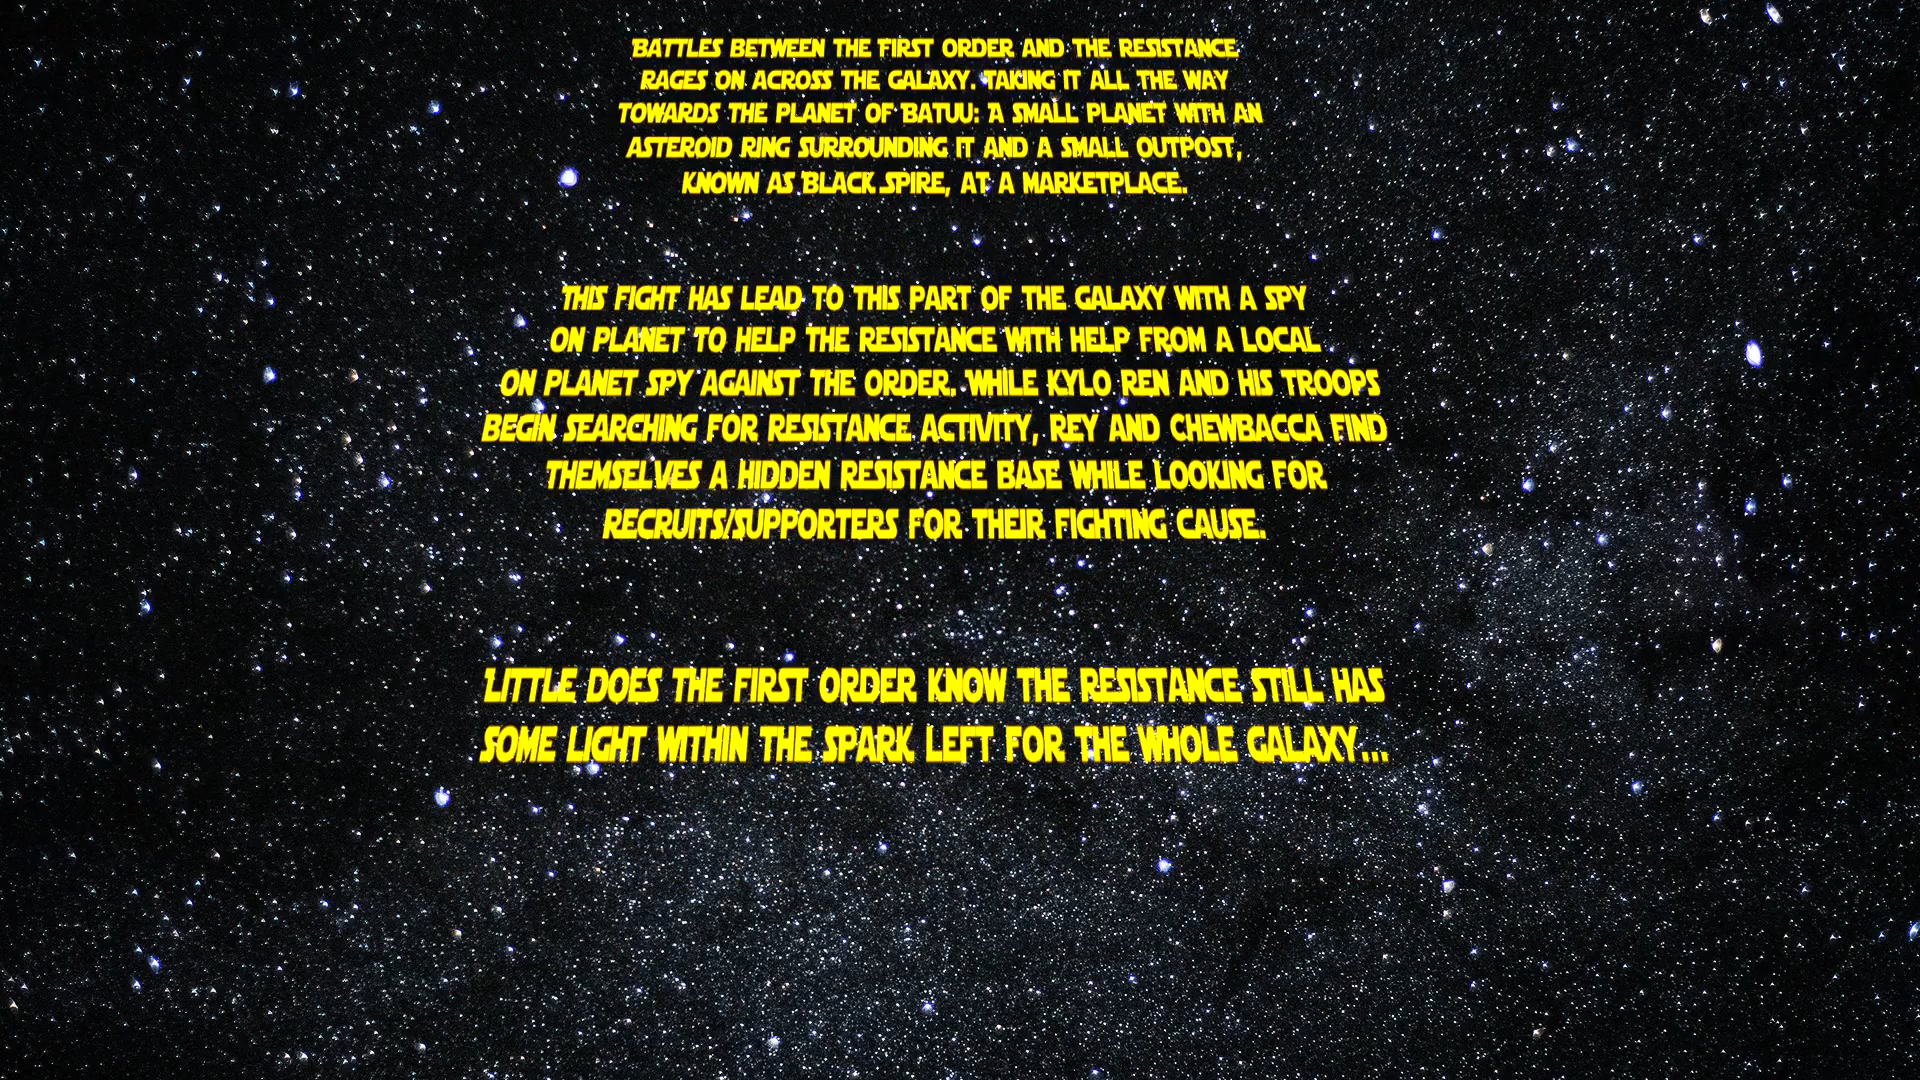 BATTLES BETWEEN THE FIRST ORDER AND THE RESISTANCE
RAGES ON ACROSS THE GALAXY. TAKING IT ALL THE WAY
TOWARDS THE PLANET OF BATUU: A SMALL PLANET WITH AN
ASTEROID RING SURROUNDING IT AND A SMALL OUTPOST,
KNOWN AS BLACK SPIRE, AT A MARKETPLACE.
THIS FIGHT HAS LEAD TO THIS PART OF THE GALAXY WITH A SPY
ON PLANET TO HELP THE RESISTANCE WITH HELP FROM A LOCAL
ON PLANET SPY AGAINST THE ORDER. WHILE KYLO REN AND HIS TROOPS
BEGIN SEARCHING FOR RESISTANCE ACTIVITY, REY AND CHEWBACCA FIND
THEMSELVES A HIDDEN RESISTANCE BASE WHILE LOOKING FOR
RECRUITS/SUPPORTERS FOR THEIR FIGHTING CAUSE.
LITTLE DOES THE FIRST ORDER KNOW THE RESISTANCE STILL HAS
SOME LIGHT WITHIN THE SPARK LEFT FOR THE WHOLE GALAXY...